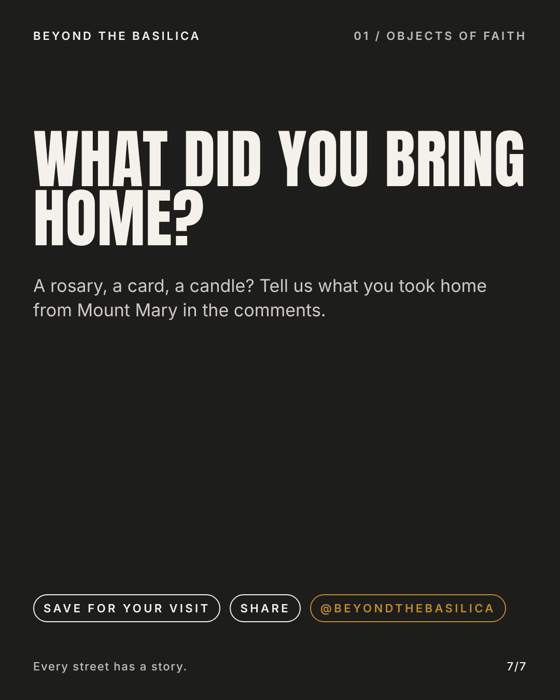 BEYOND THE BASILICA
01 / OBJECTS OF FAITH
WHAT DID YOU BRING
HOME?
A rosary, a card, a candle? Tell us what you took home
from Mount Mary in the comments.
SAVE FOR YOUR VISIT
SHARE
@BEYONDTHEBASILICA
Every street has a story.
7/7